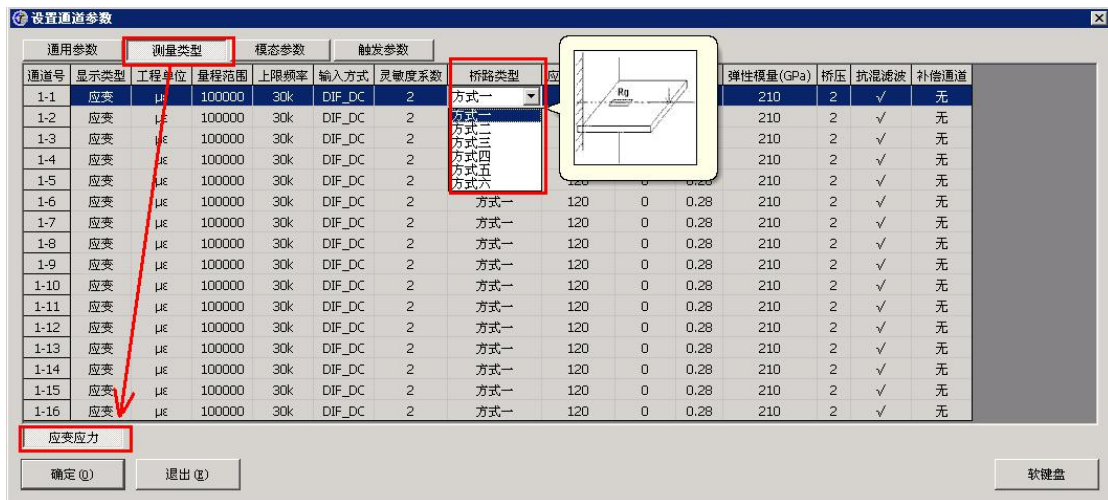 设置通道参数
通用参数 测量类型 模态参数 触发参数
通道号 显示类型 工程单位 量程范围 上限频率 输入方式 灵敏度系数 桥路类型 应 弹性模量(GPa) 桥压 抗混滤波 补偿通道
1-1 应变 με 100000 30k DIF_DC 2 方式一 210 2 √ 无
Rg
1-2 应变 με 100000 30k DIF_DC 2 方式一 210 2 √ 无
方式二
1-3 应变 με 100000 30k DIF_DC 2 方式三 210 2 √ 无
1-4 应变 με 100000 30k DIF_DC 2 方式四 210 2 √ 无
方式五
1-5 应变 με 100000 30k DIF_DC 2 方式六 120 0 0.28 210 2 √ 无
1-6 应变 με 100000 30k DIF_DC 2 方式一 120 0 0.28 210 2 √ 无
1-7 应变 με 100000 30k DIF_DC 2 方式一 120 0 0.28 210 2 √ 无
1-8 应变 με 100000 30k DIF_DC 2 方式一 120 0 0.28 210 2 √ 无
1-9 应变 με 100000 30k DIF_DC 2 方式一 120 0 0.28 210 2 √ 无
1-10 应变 με 100000 30k DIF_DC 2 方式一 120 0 0.28 210 2 √ 无
1-11 应变 με 100000 30k DIF_DC 2 方式一 120 0 0.28 210 2 √ 无
1-12 应变 με 100000 30k DIF_DC 2 方式一 120 0 0.28 210 2 √ 无
1-13 应变 με 100000 30k DIF_DC 2 方式一 120 0 0.28 210 2 √ 无
1-14 应变 με 100000 30k DIF_DC 2 方式一 120 0 0.28 210 2 √ 无
1-15 应变 με 100000 30k DIF_DC 2 方式一 120 0 0.28 210 2 √ 无
1-16 应变 με 100000 30k DIF_DC 2 方式一 120 0 0.28 210 2 √ 无
应变应力
确定(O) 退出(E) 软键盘